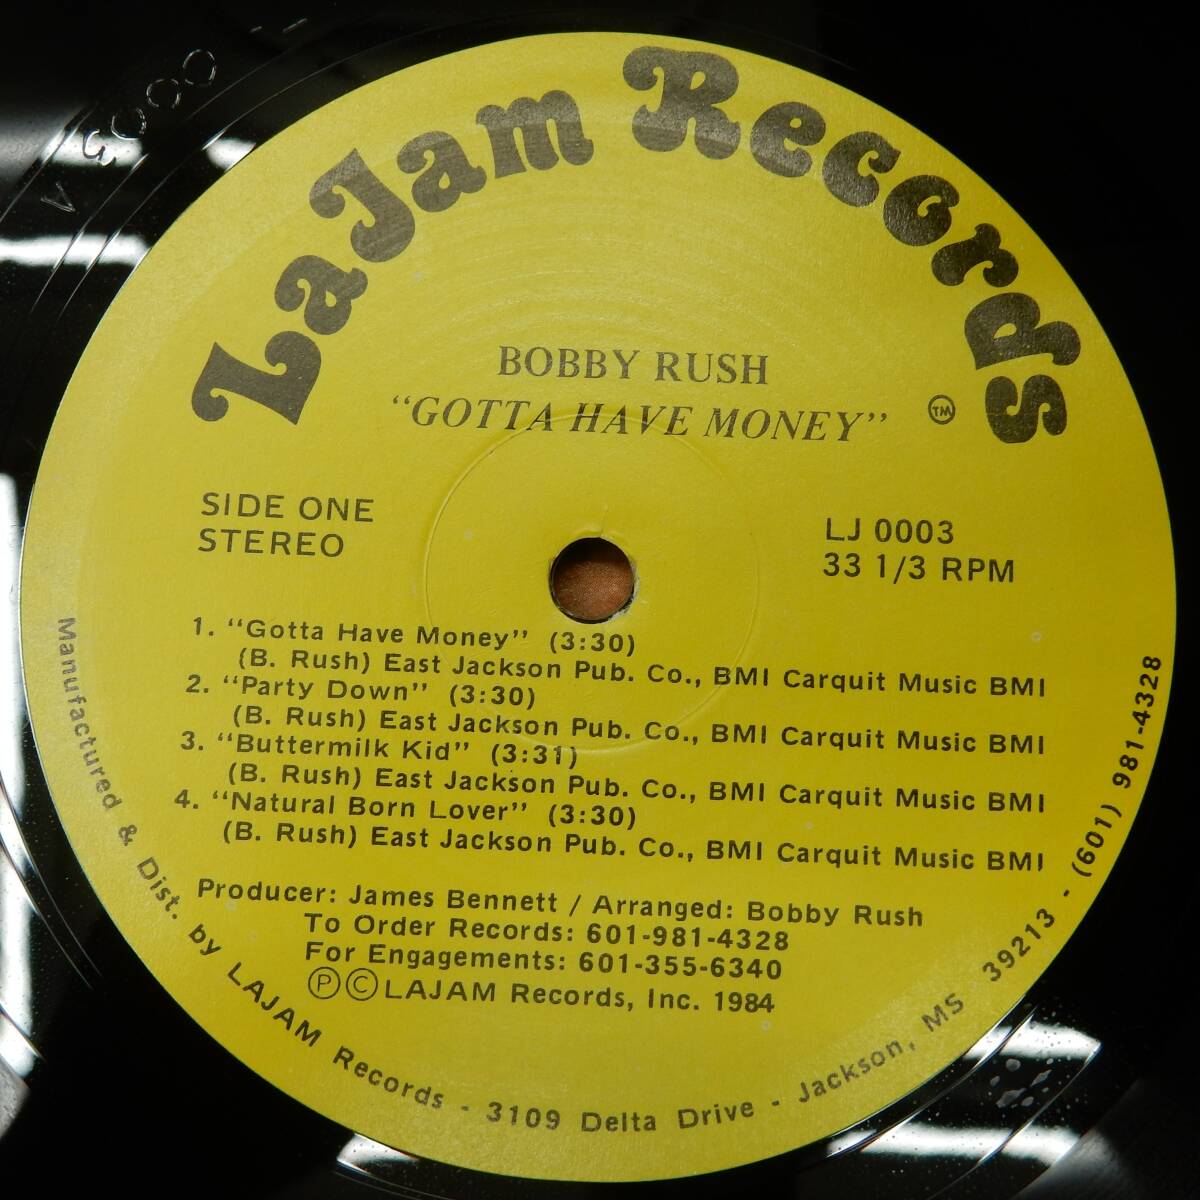 LaJam Records
TM
BOBBY RUSH
"GOTTA HAVE MONEY"
SIDE ONE
STEREO
LJ 0003
33 1/3 RPM
1. "Gotta Have Money" (3:30)
(B. Rush) East Jackson Pub. Co., BMI Carquit Music BMI
2. "Party Down" (3:30)
(B. Rush) East Jackson Pub. Co., BMI Carquit Music BMI
3. "Buttermilk Kid" (3:31)
(B. Rush) East Jackson Pub. Co., BMI Carquit Music BMI
4. "Natural Born Lover" (3:30)
(B. Rush) East Jackson Pub. Co., BMI Carquit Music BMI
Producer: James Bennett / Arranged: Bobby Rush
To Order Records: 601-981-4328
For Engagements: 601-355-6340
ⓅⒸLAJAM Records, Inc. 1984
Manufactured & Dist. by LAJAM Records - 3109 Delta Drive - Jackson, MS 39213 - (601) 981-4328